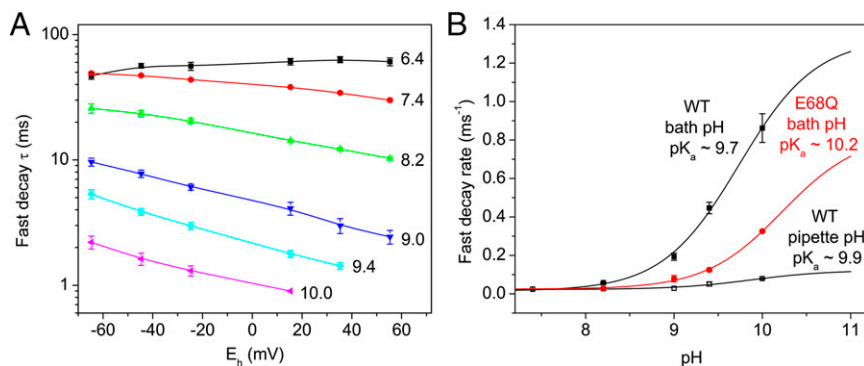 A
Fast decay τ (ms)
100
10
1
6.4
7.4
8.2
9.0
9.4
10.0
-60 -40 -20 0 20 40 60
E_h (mV)
B
Fast decay rate (ms⁻¹)
1.4
1.2
1.0
0.8
0.6
0.4
0.2
0.0
WT
bath pH
pK_a ~ 9.7
E68Q
bath pH
pK_a ~ 10.2
WT
pipette pH
pK_a ~ 9.9
8 9 10 11
pH